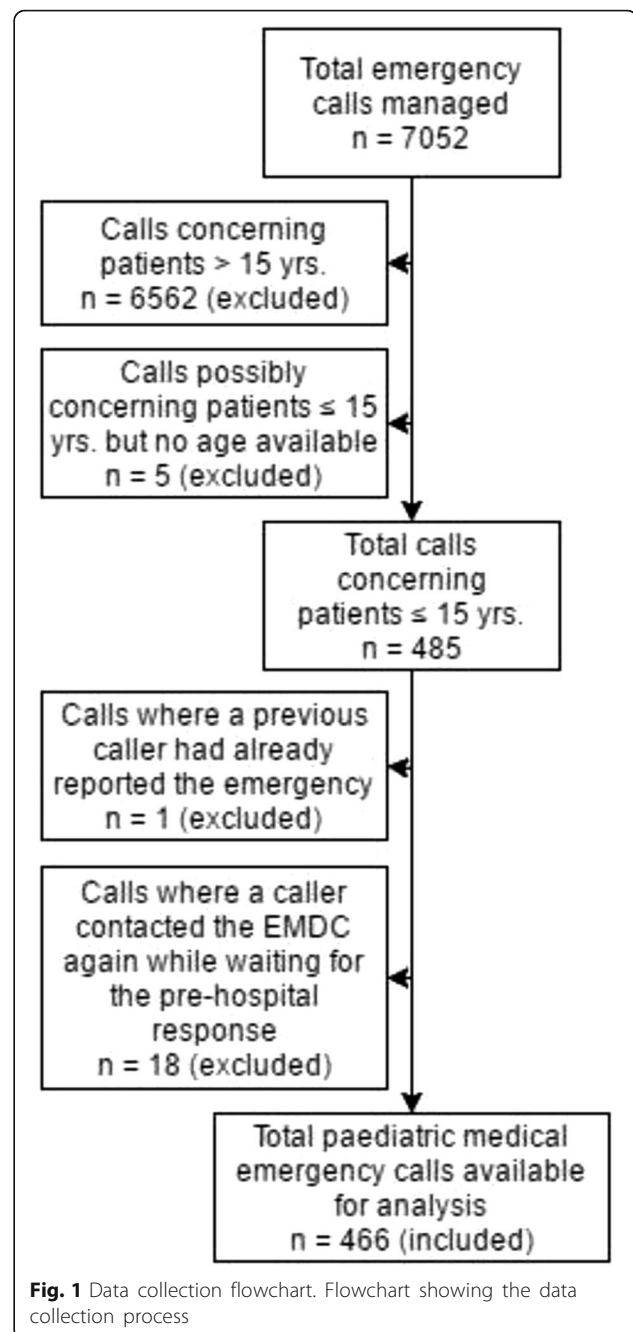 Total emergency
calls managed
n = 7052
Calls concerning
patients > 15 yrs.
n = 6562 (excluded)
Calls possibly
concerning patients ≤ 15
yrs. but no age available
n = 5 (excluded)
Total calls
concerning
patients ≤ 15 yrs.
n = 485
Calls where a previous
caller had already
reported the emergency
n = 1 (excluded)
Calls where a caller
contacted the EMDC
again while waiting for
the pre-hospital
response
n = 18 (excluded)
Total paediatric medical
emergency calls available
for analysis
n = 466 (included)
Fig. 1 Data collection flowchart. Flowchart showing the data
collection process